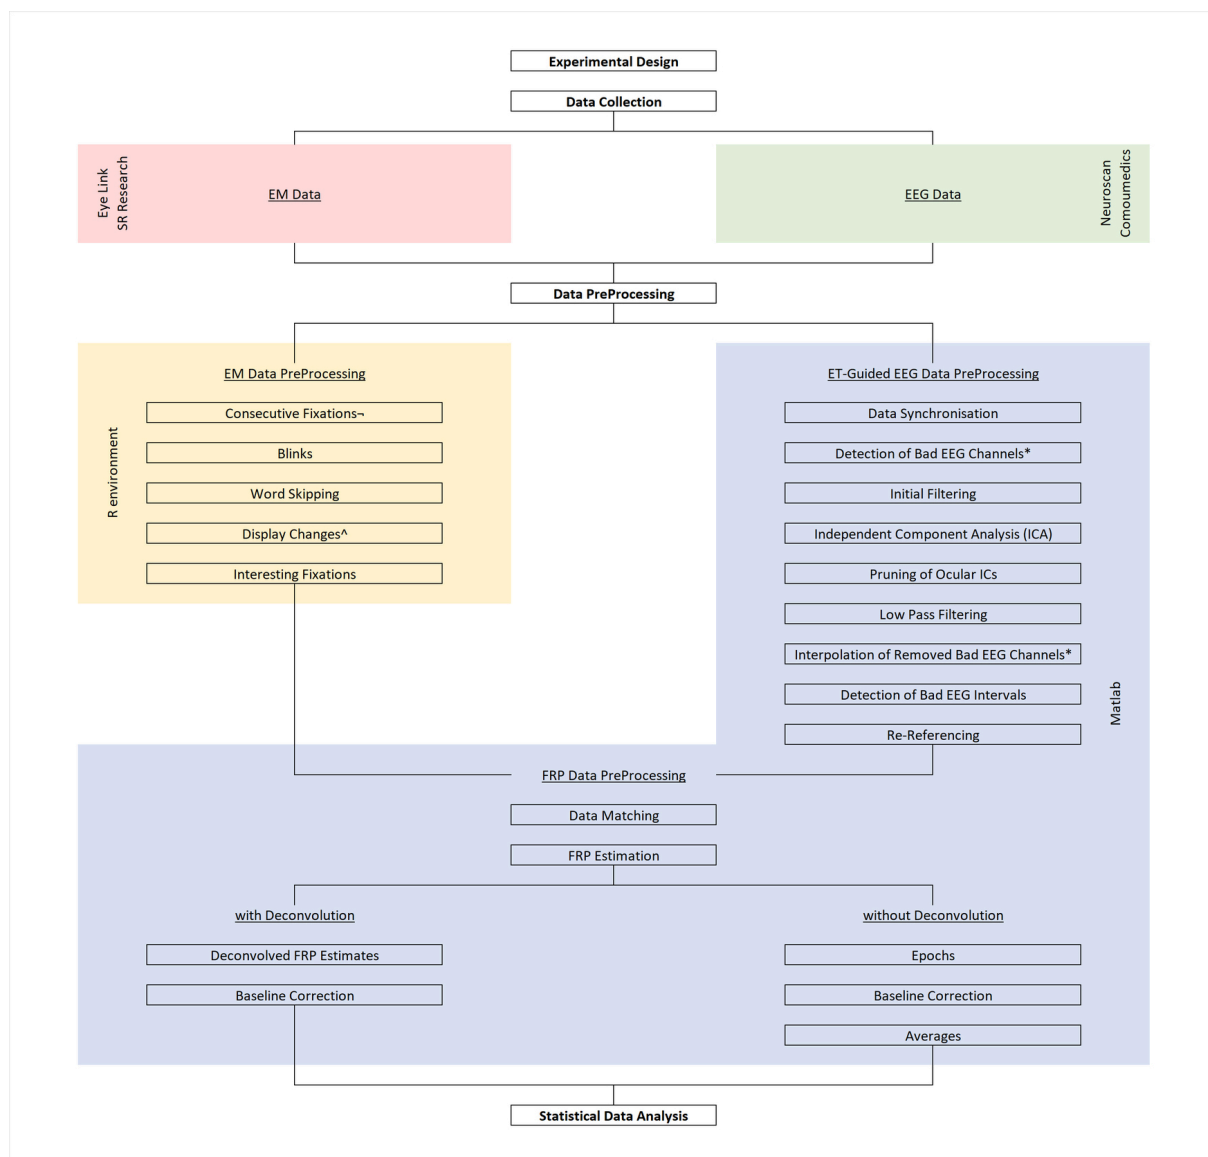 Experimental Design
Data Collection
Eye Link
SR Research
EM Data
EEG Data
Neuroscan
Comoumedics
Data PreProcessing
EM Data PreProcessing
R environment
Consecutive Fixations¬
Blinks
Word Skipping
Display Changes^
Interesting Fixations
ET-Guided EEG Data PreProcessing
Data Synchronisation
Detection of Bad EEG Channels*
Initial Filtering
Independent Component Analysis (ICA)
Pruning of Ocular ICs
Low Pass Filtering
Interpolation of Removed Bad EEG Channels*
Detection of Bad EEG Intervals
Re-Referencing
Matlab
FRP Data PreProcessing
Data Matching
FRP Estimation
with Deconvolution
Deconvolved FRP Estimates
Baseline Correction
without Deconvolution
Epochs
Baseline Correction
Averages
Statistical Data Analysis